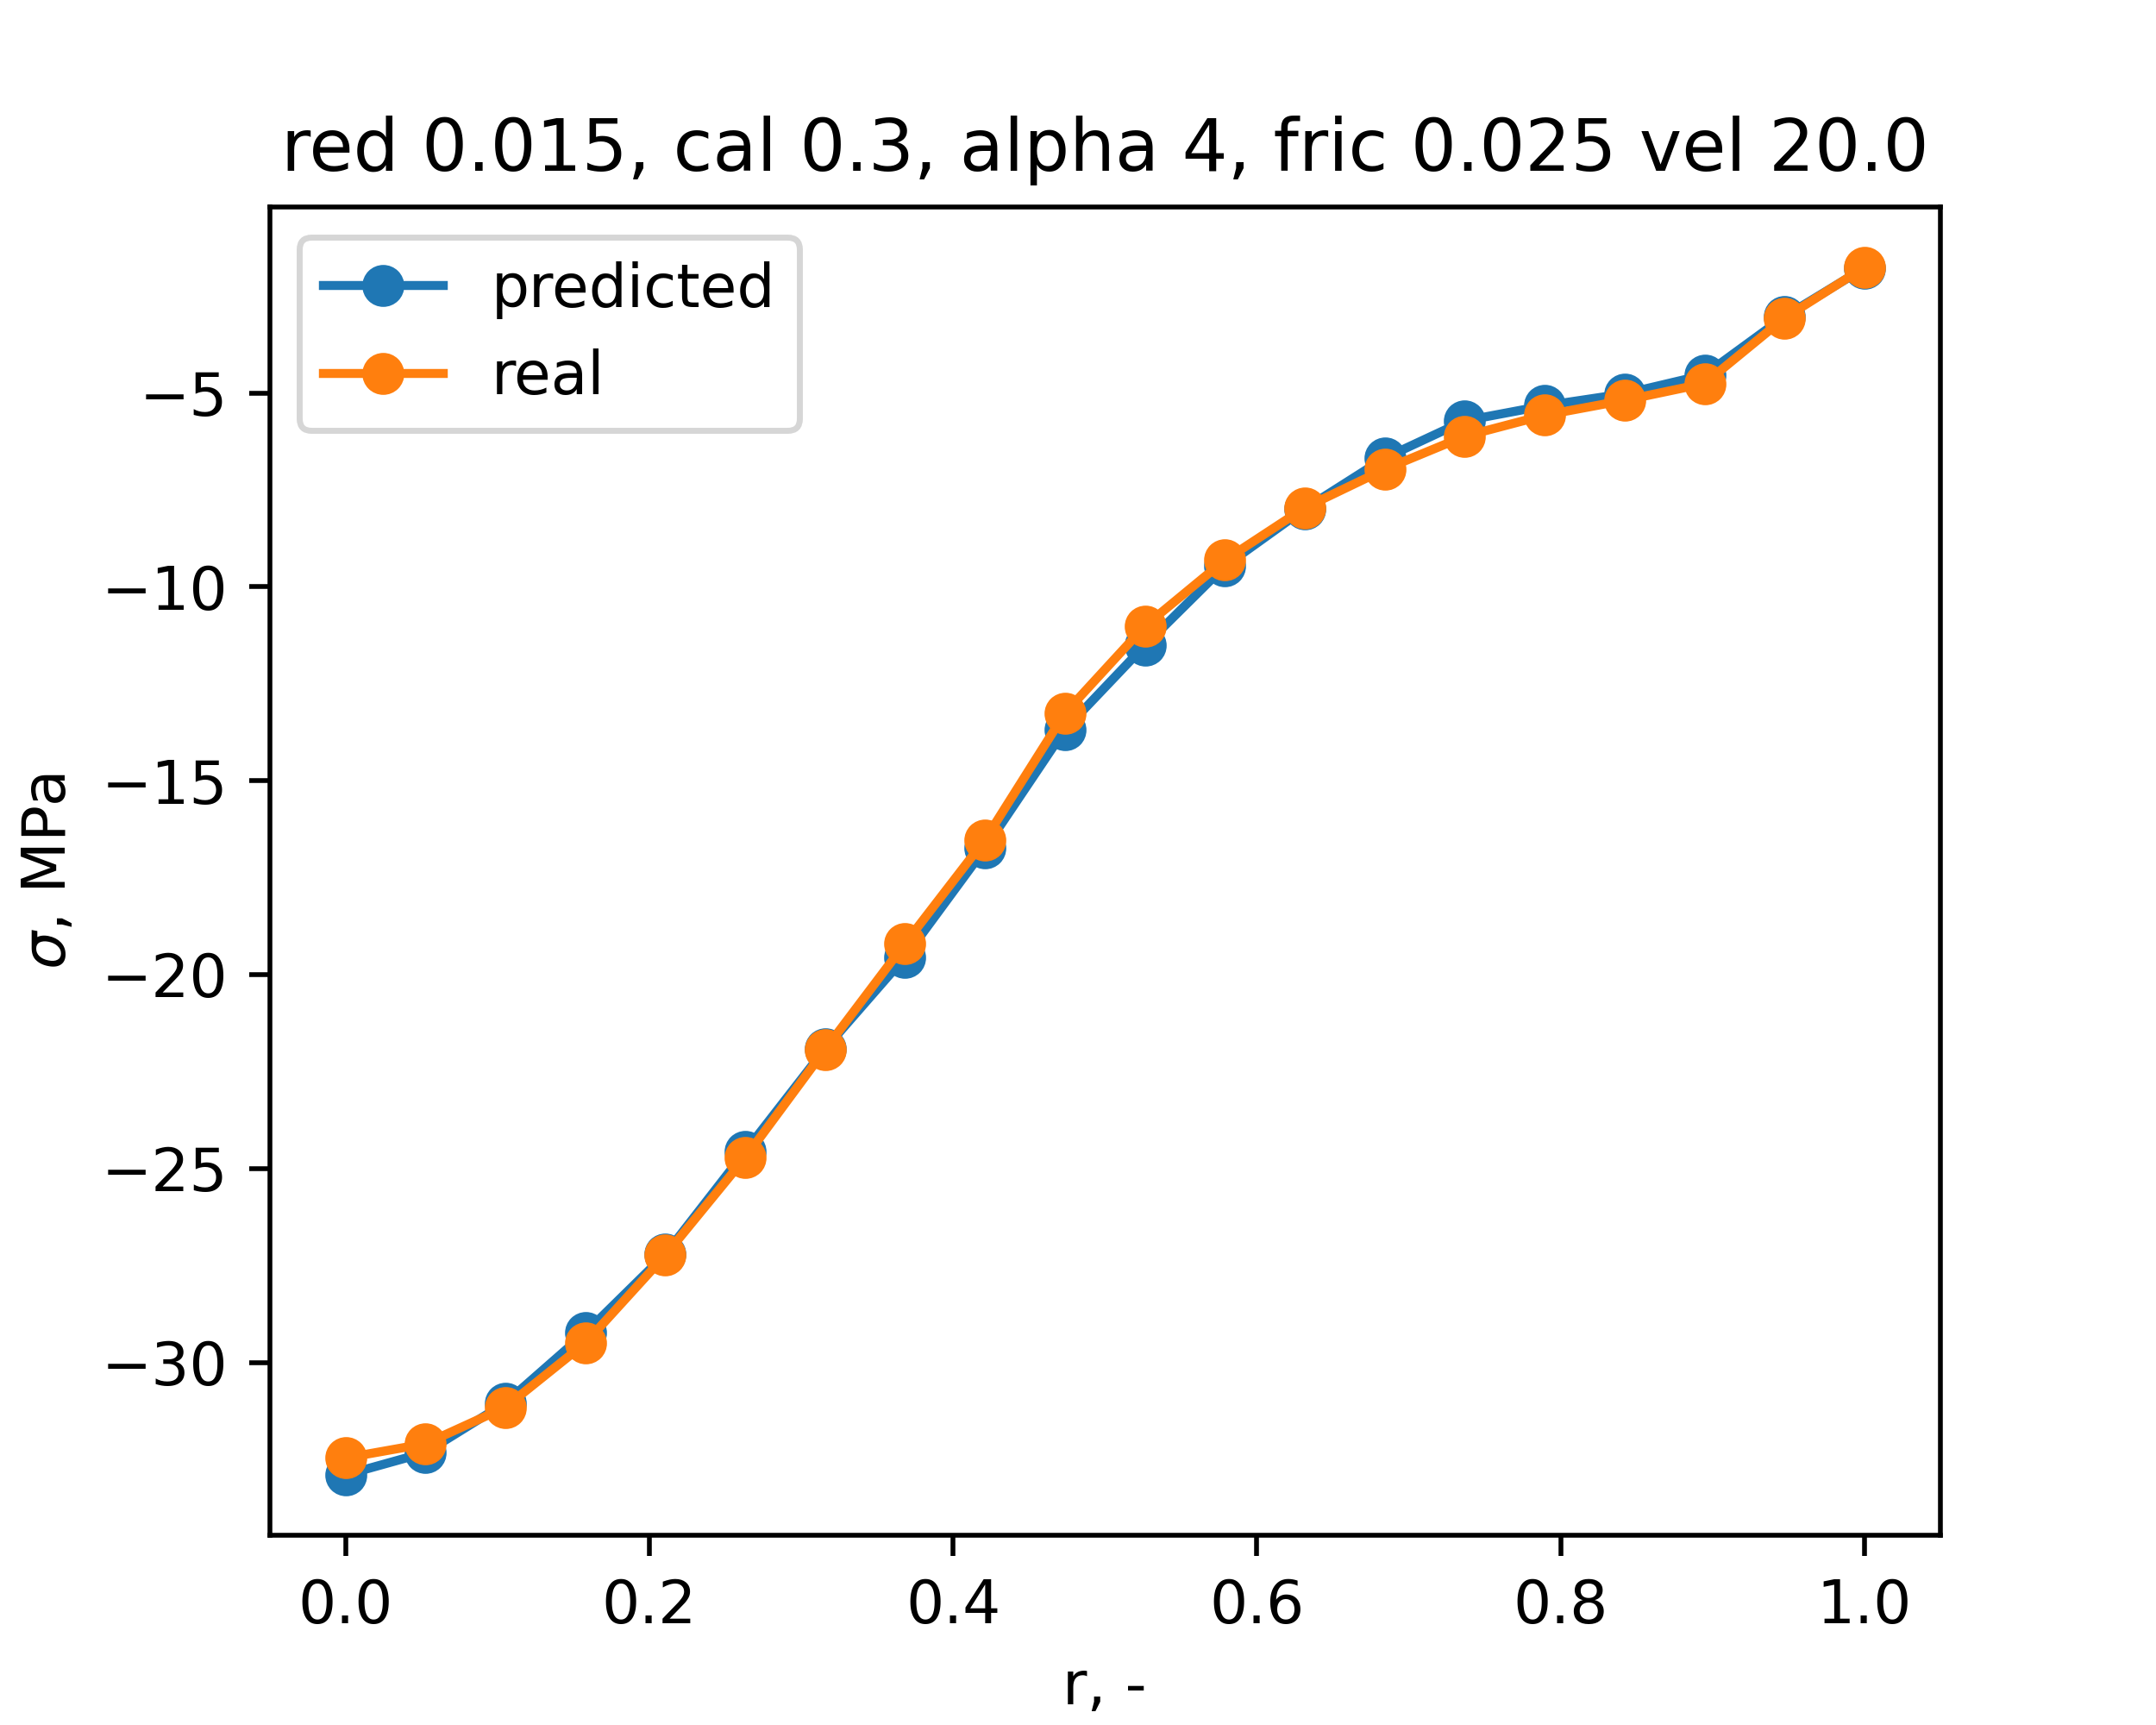 red 0.015, cal 0.3, alpha 4, fric 0.025 vel 20.0
predicted
real
−5
−10
−15
−20
−25
−30
σ, MPa
0.0 0.2 0.4 0.6 0.8 1.0
r, -